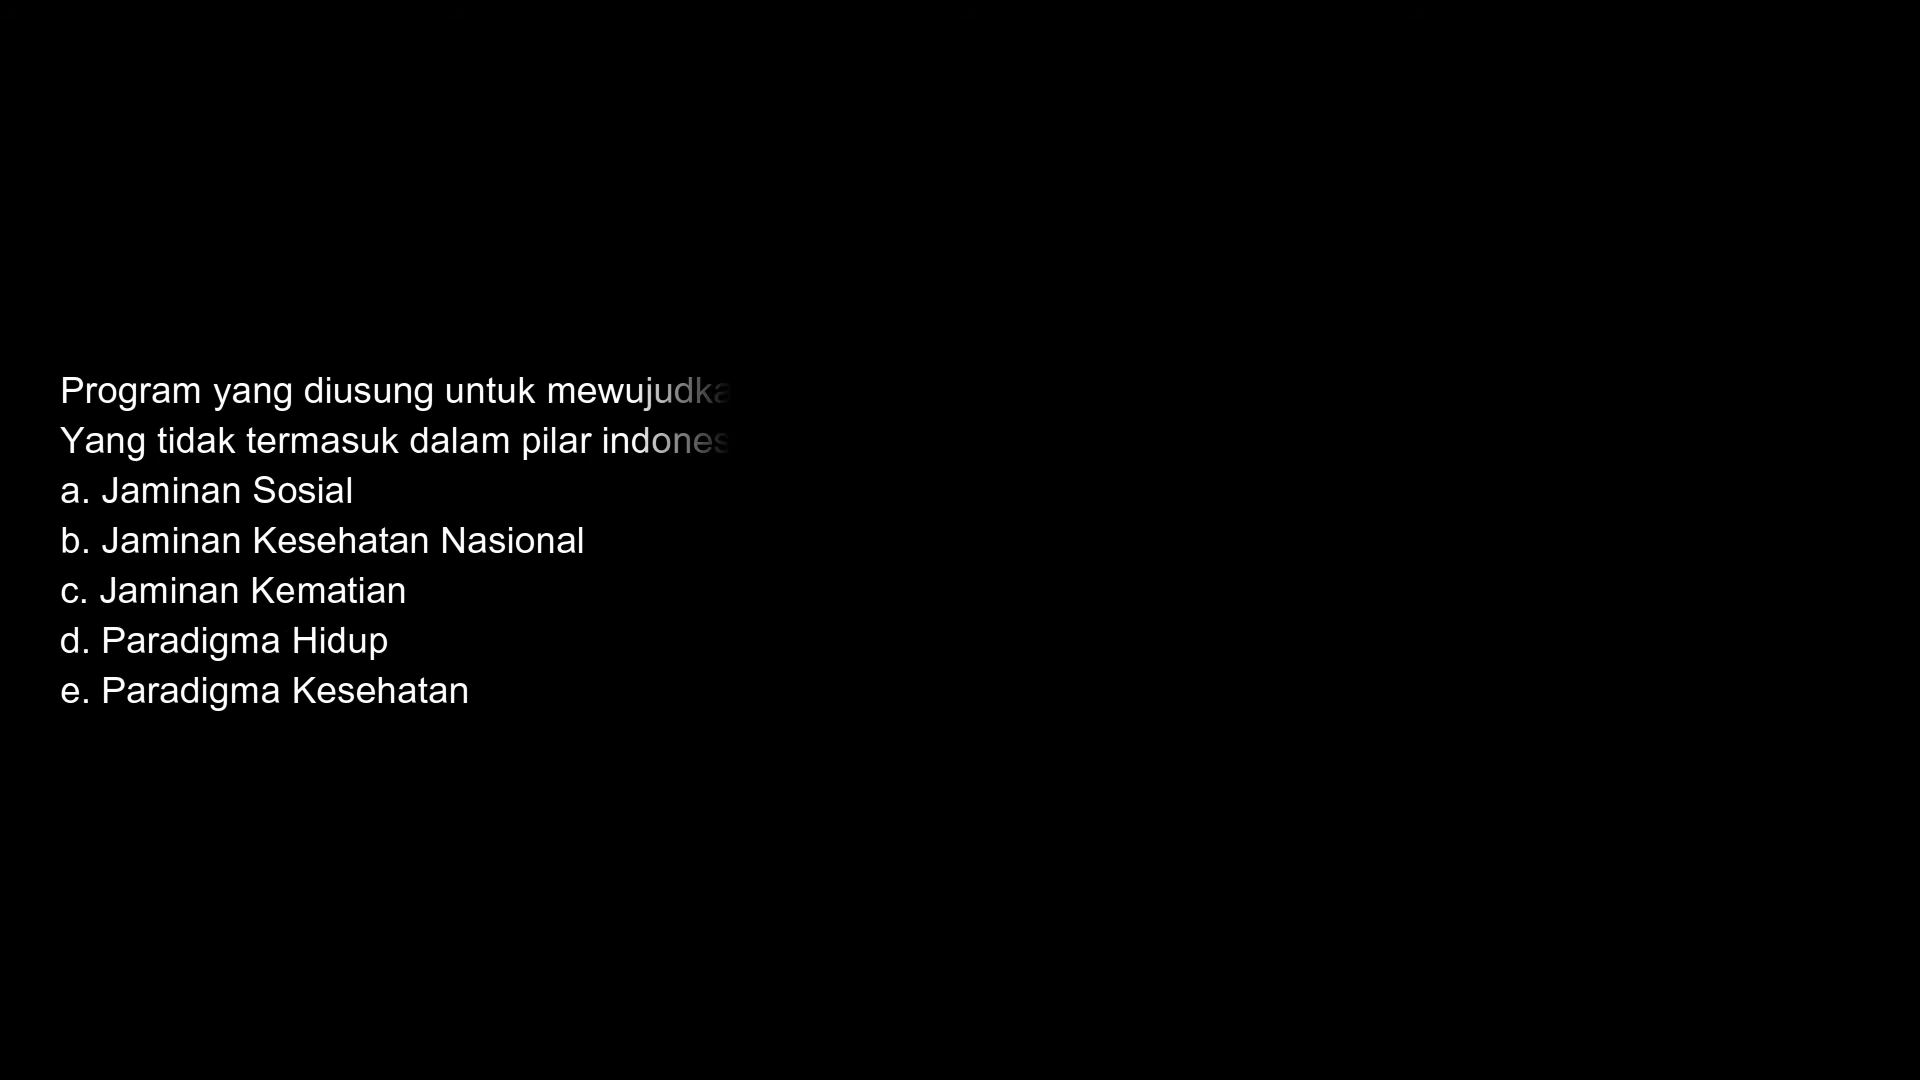 Program yang diusung untuk mewujudka
Yang tidak termasuk dalam pilar indones
a. Jaminan Sosial
b. Jaminan Kesehatan Nasional
c. Jaminan Kematian
d. Paradigma Hidup
e. Paradigma Kesehatan